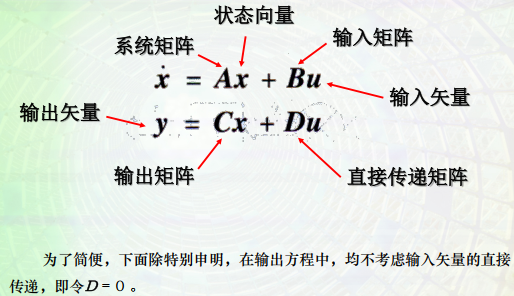 状态向量
系统矩阵
输入矩阵
ẋ = Ax + Bu
输入矢量
输出矢量
y = Cx + Du
输出矩阵
直接传递矩阵
为了简便，下面除特别申明，在输出方程中，均不考虑输入矢量的直接
传递，即令D = 0 。